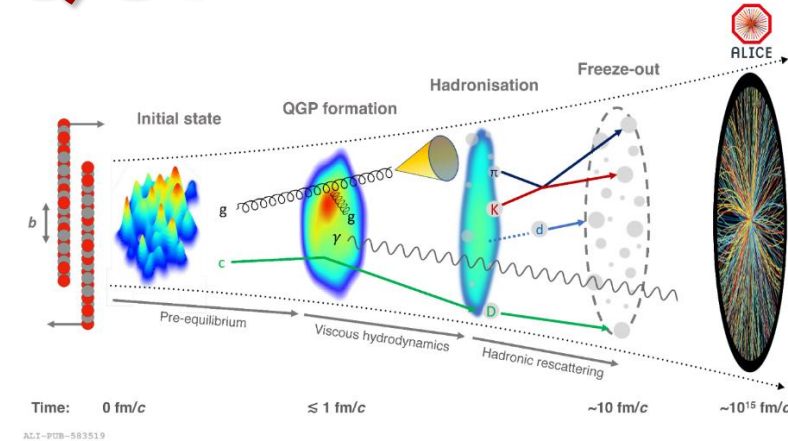 ALICE
Freeze-out
Hadronisation
QGP formation
Initial state
π
K
g
g
b
d
γ
c
D
Pre-equilibrium
Viscous hydrodynamics
Hadronic rescattering
Time: 0 fm/c ≲ 1 fm/c ~10 fm/c ~10¹⁵ fm/c
ALI-PUB-583519